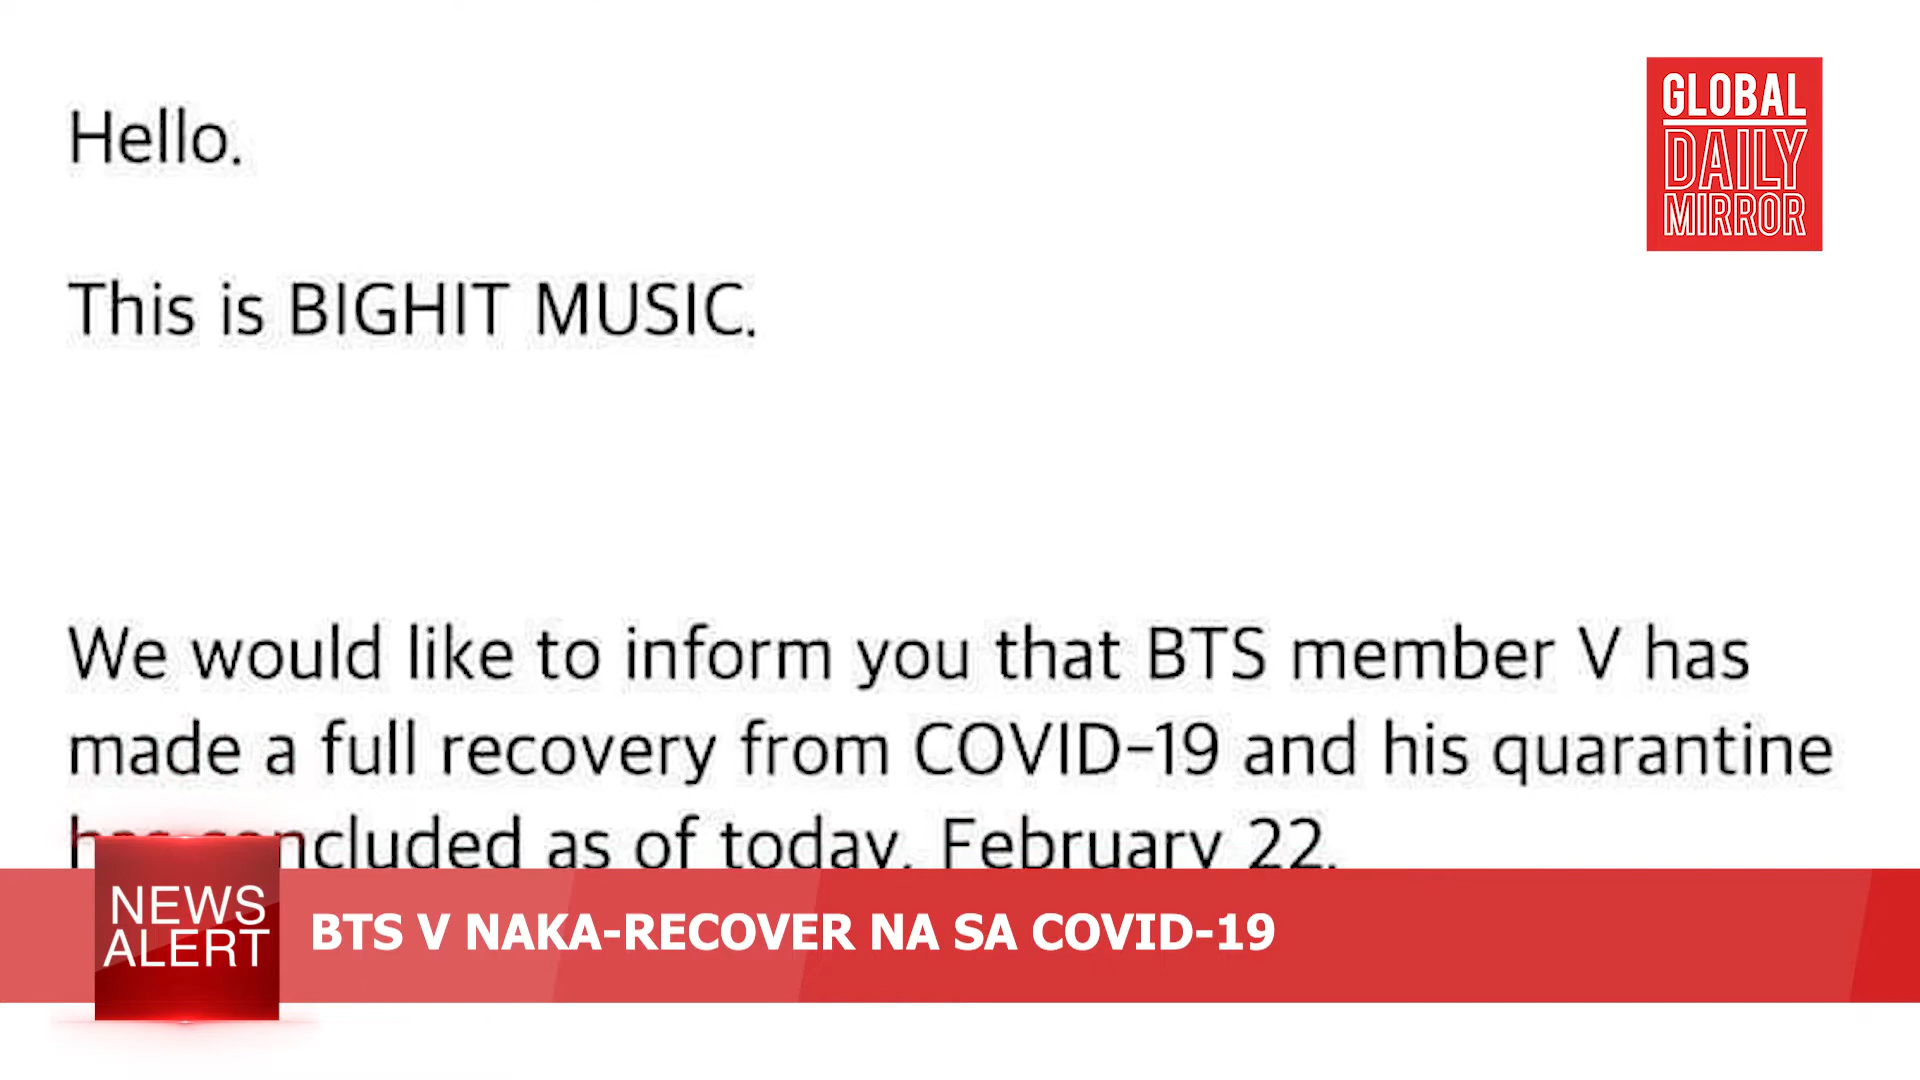 Hello.
GLOBAL
DAILY
MIRROR
This is BIGHIT MUSIC.
We would like to inform you that BTS member V has
made a full recovery from COVID-19 and his quarantine
has concluded as of today, February 22.
NEWS
ALERT
BTS V NAKA-RECOVER NA SA COVID-19